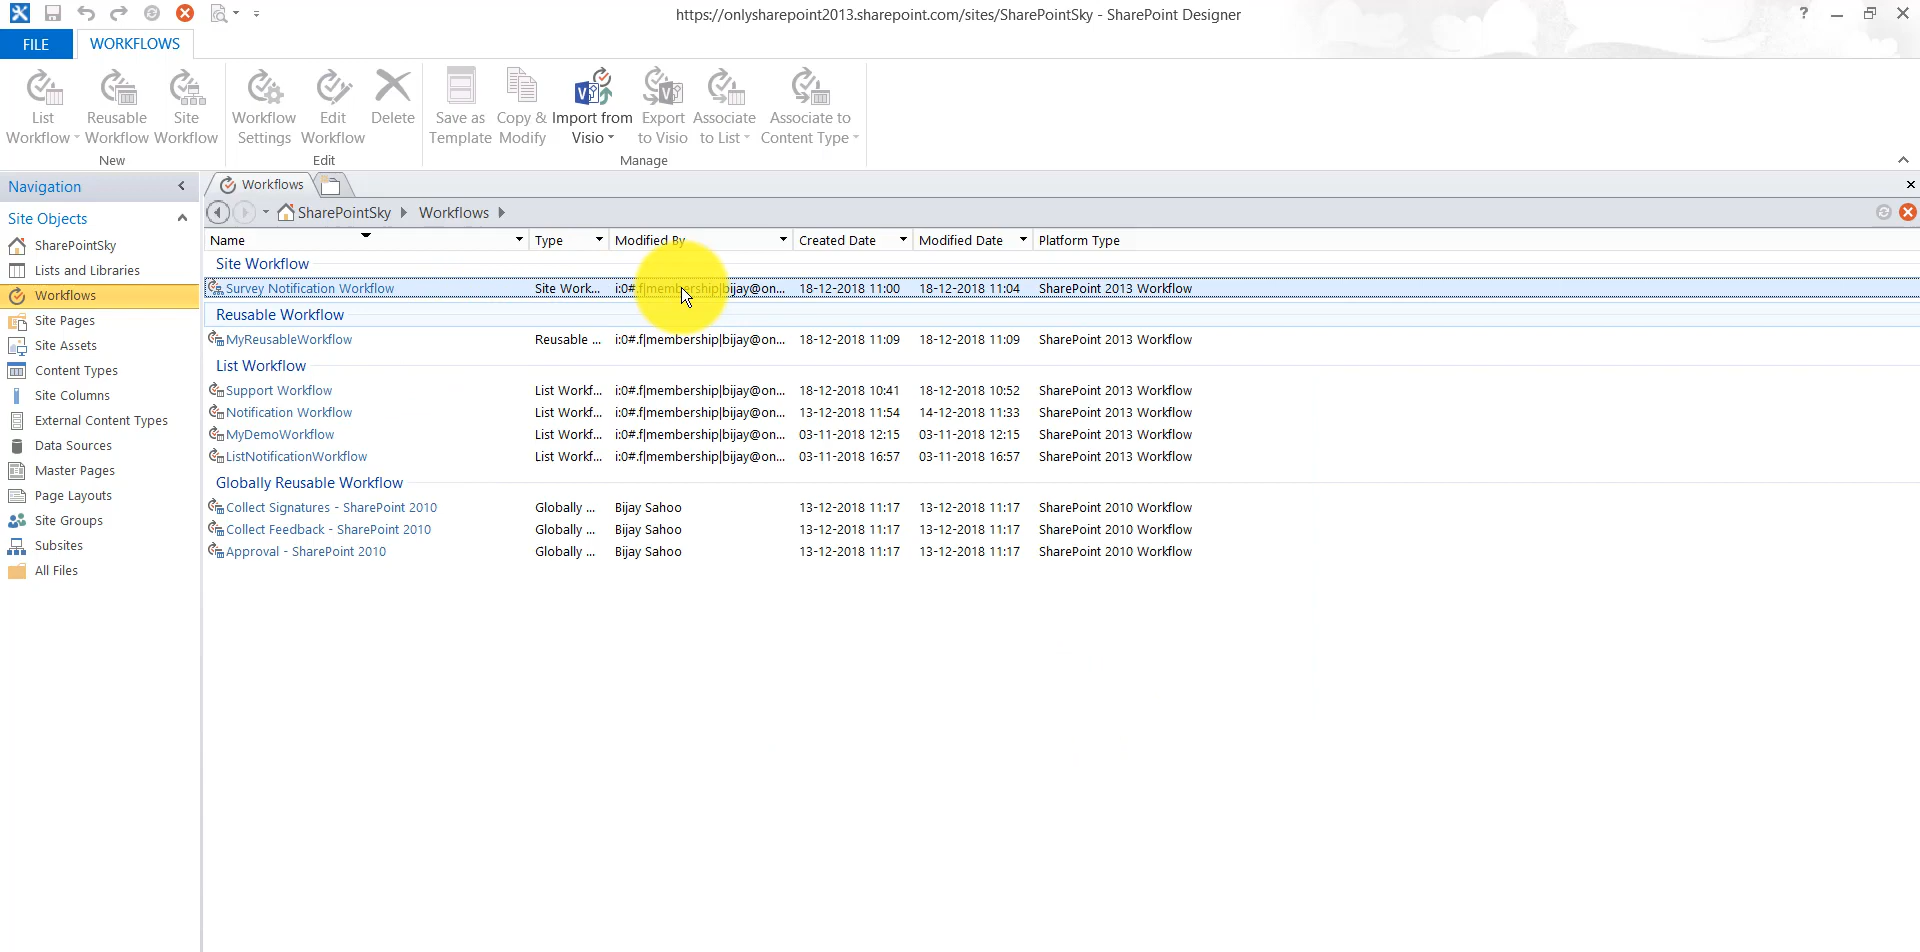 https://onlysharepoint2013.sharepoint.com/sites/SharePointSky - SharePoint Designer
?
FILE
WORKFLOWS
List Workflow
Reusable Workflow
Site Workflow
Workflow Settings
Edit Workflow
Delete
Save as Template
Copy & Modify
Import from Visio
Export to Visio
Associate to List
Associate to Content Type
New
Edit
Manage
Navigation
Site Objects
SharePointSky
Lists and Libraries
Workflows
Site Pages
Site Assets
Content Types
Site Columns
External Content Types
Data Sources
Master Pages
Page Layouts
Site Groups
Subsites
All Files
Workflows
SharePointSky Workflows
Name Type Modified By Created Date Modified Date Platform Type
Site Workflow
Survey Notification Workflow Site Work... i:0#.f|membership|bijay@on... 18-12-2018 11:00 18-12-2018 11:04 SharePoint 2013 Workflow
Reusable Workflow
MyReusableWorkflow Reusable ... i:0#.f|membership|bijay@on... 18-12-2018 11:09 18-12-2018 11:09 SharePoint 2013 Workflow
List Workflow
Support Workflow List Workf... i:0#.f|membership|bijay@on... 18-12-2018 10:41 18-12-2018 10:52 SharePoint 2013 Workflow
Notification Workflow List Workf... i:0#.f|membership|bijay@on... 13-12-2018 11:54 14-12-2018 11:33 SharePoint 2013 Workflow
MyDemoWorkflow List Workf... i:0#.f|membership|bijay@on... 03-11-2018 12:15 03-11-2018 12:15 SharePoint 2013 Workflow
ListNotificationWorkflow List Workf... i:0#.f|membership|bijay@on... 03-11-2018 16:57 03-11-2018 16:57 SharePoint 2013 Workflow
Globally Reusable Workflow
Collect Signatures - SharePoint 2010 Globally ... Bijay Sahoo 13-12-2018 11:17 13-12-2018 11:17 SharePoint 2010 Workflow
Collect Feedback - SharePoint 2010 Globally ... Bijay Sahoo 13-12-2018 11:17 13-12-2018 11:17 SharePoint 2010 Workflow
Approval - SharePoint 2010 Globally ... Bijay Sahoo 13-12-2018 11:17 13-12-2018 11:17 SharePoint 2010 Workflow